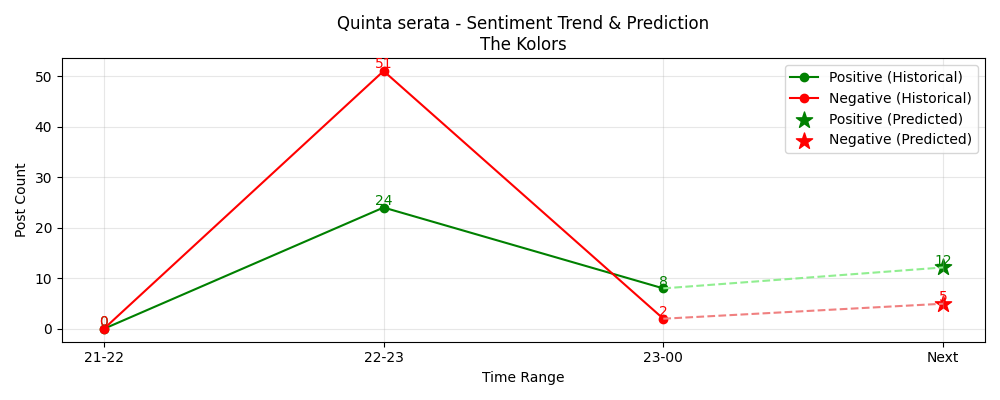 Quinta serata - Sentiment Trend & Prediction
The Kolors
Post Count
50
40
30
20
10
0
51
24
0
0
8
2
12
5
Positive (Historical)
Negative (Historical)
Positive (Predicted)
Negative (Predicted)
21-22
22-23
23-00
Next
Time Range